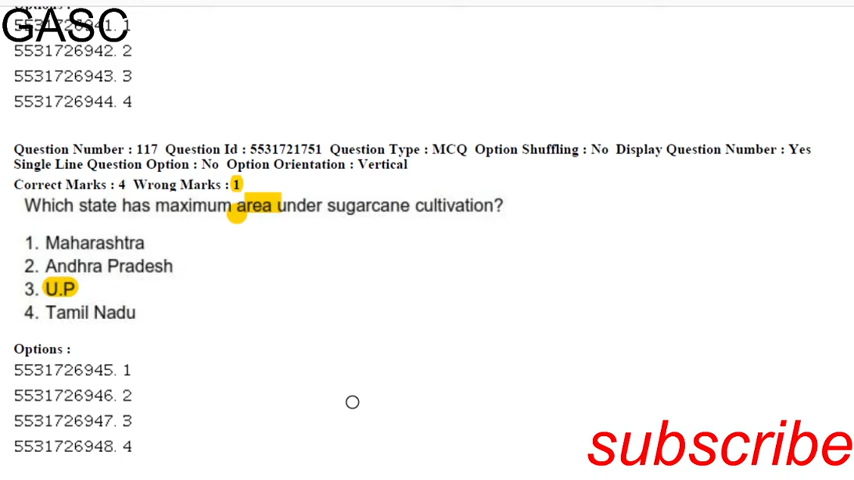 Options :
GASC
5531726941. 1
5531726942. 2
5531726943. 3
5531726944. 4
Question Number : 117 Question Id : 5531721751 Question Type : MCQ Option Shuffling : No Display Question Number : Yes
Single Line Question Option : No Option Orientation : Vertical
Correct Marks : 4 Wrong Marks : 1
Which state has maximum area under sugarcane cultivation?
1. Maharashtra
2. Andhra Pradesh
3. U.P
4. Tamil Nadu
Options :
5531726945. 1
5531726946. 2
5531726947. 3
5531726948. 4
subscribe